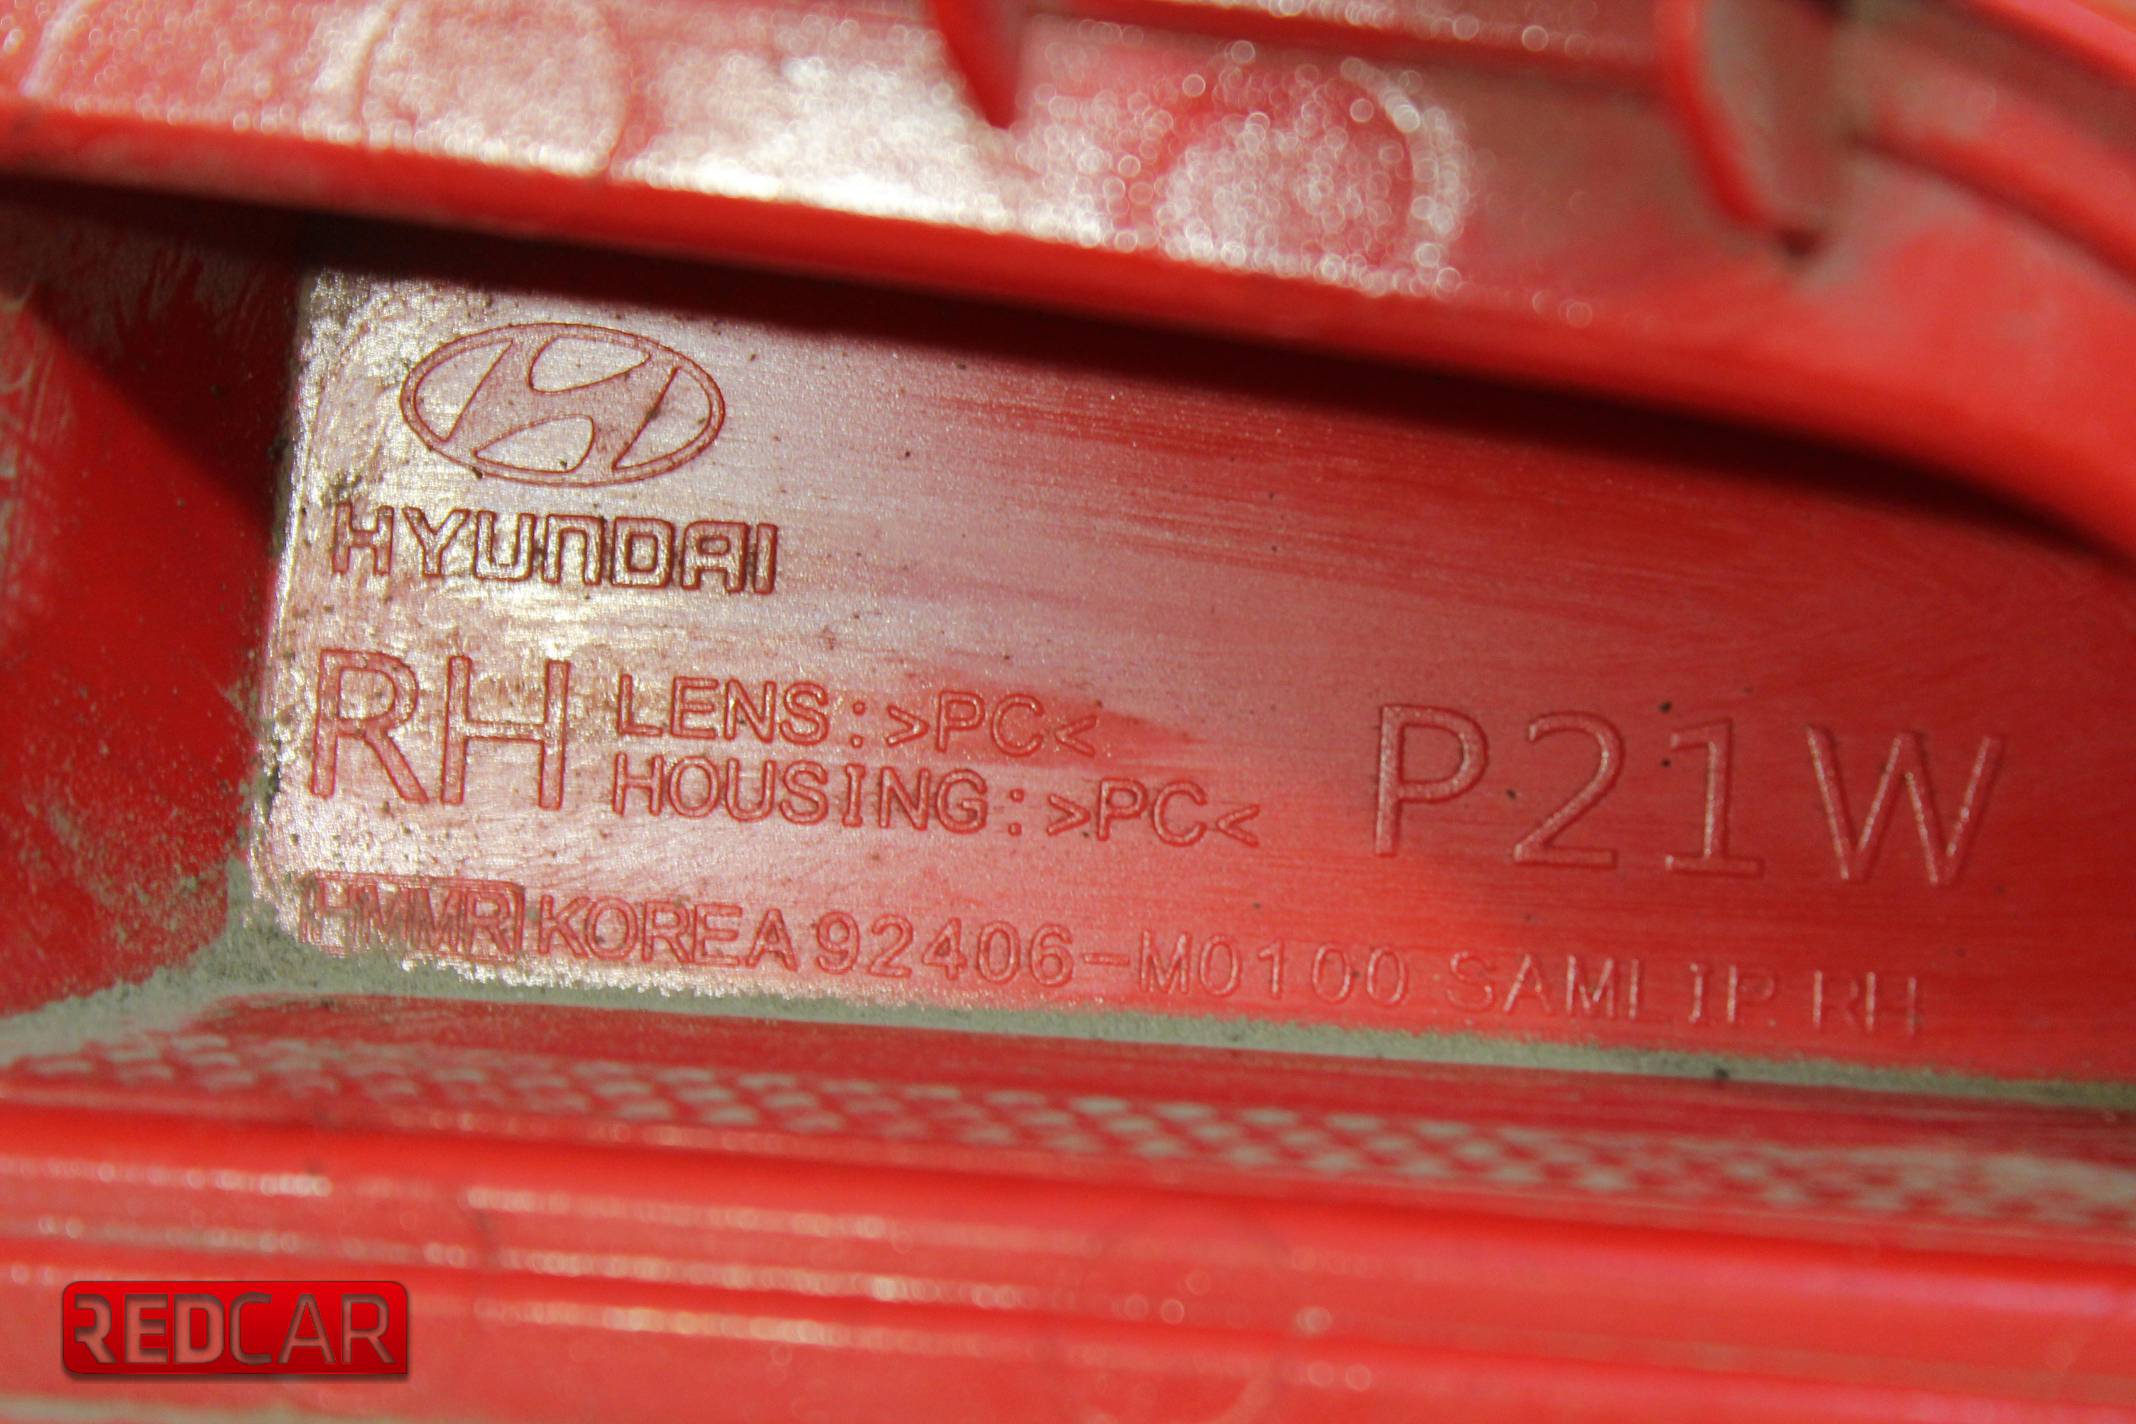 HYUNDAI
RH LENS:>PC<
HOUSING:>PC<
P21W
HMMR KOREA 92406-M0100 SAMLIP. RH
REDCAR